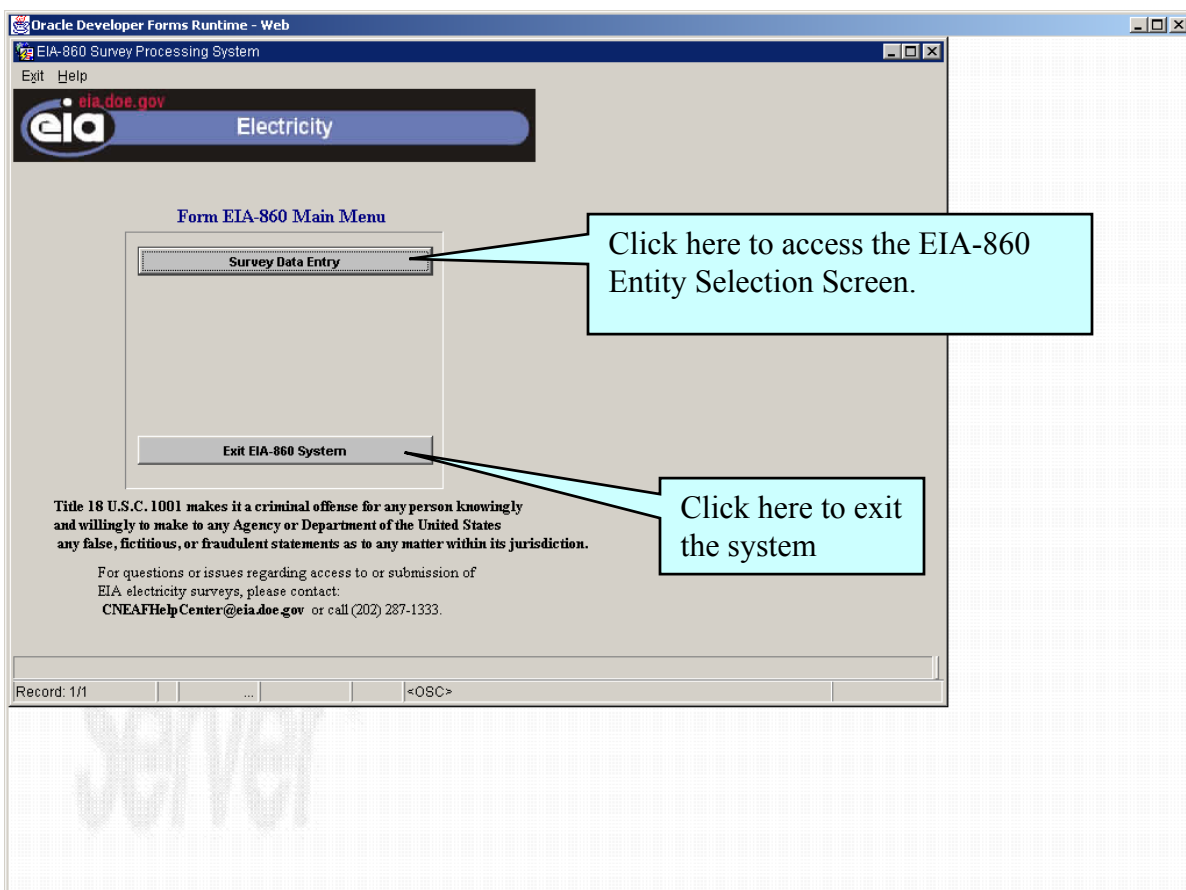 Oracle Developer Forms Runtime - Web
EIA-860 Survey Processing System
Exit Help
eia.doe.gov
eia
Electricity
Form EIA-860 Main Menu
Survey Data Entry
Click here to access the EIA-860
Entity Selection Screen.
Exit EIA-860 System
Click here to exit
the system
Title 18 U.S.C. 1001 makes it a criminal offense for any person knowingly
and willingly to make to any Agency or Department of the United States
any false, fictitious, or fraudulent statements as to any matter within its jurisdiction.
For questions or issues regarding access to or submission of
EIA electricity surveys, please contact:
CNEAFHelpCenter@eia.doe.gov or call (202) 287-1333.
Record: 1/1 ... <OSC>
server